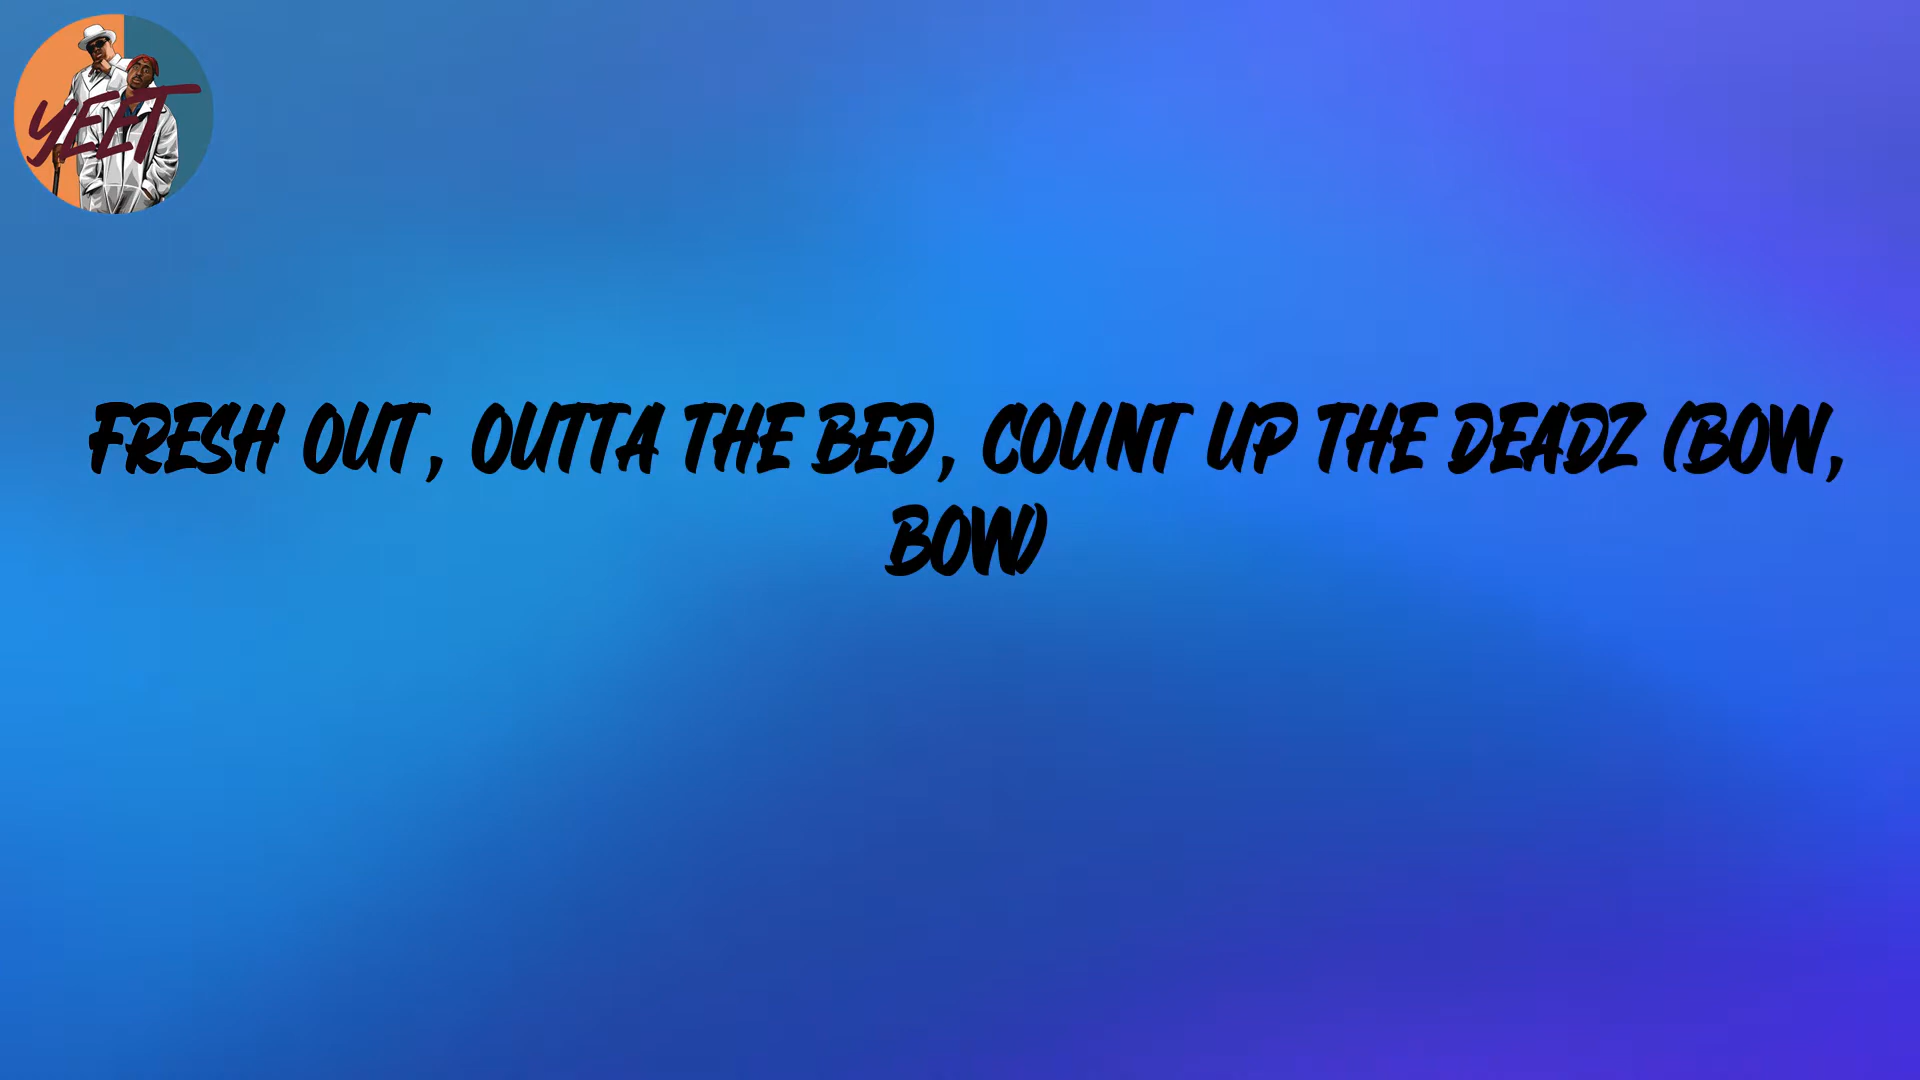 YEET
FRESH OUT, OUTTA THE BED, COUNT UP THE DEADZ (BOW,
BOW)